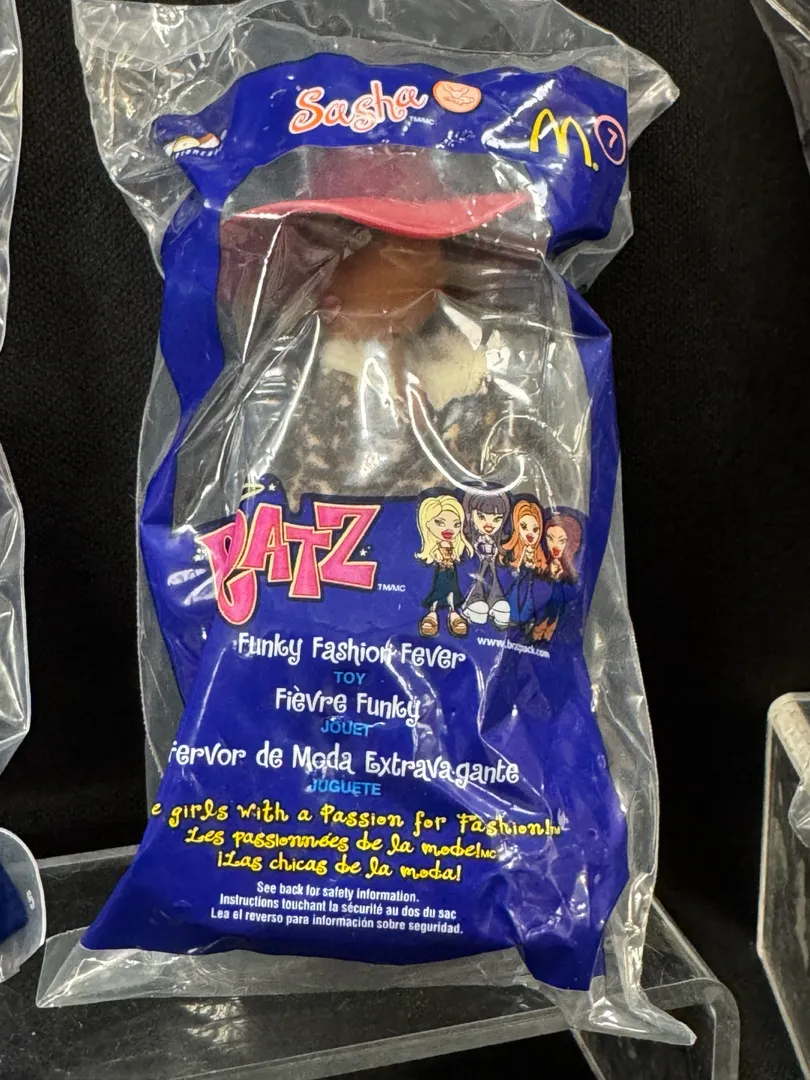 Sasha TM/MC
M. 7
BRATZ TM/MC
www.bratzpack.com
Funky Fashion Fever
TOY
Fièvre Funky
JOUET
Fervor de Moda Extravagante
JUGUETE
e girls with a Passion for Fashion!TM
Les passionnées de la mode!MC
¡Las chicas de la moda!
See back for safety information.
Instructions touchant la sécurité au dos du sac
Lea el reverso para información sobre seguridad.